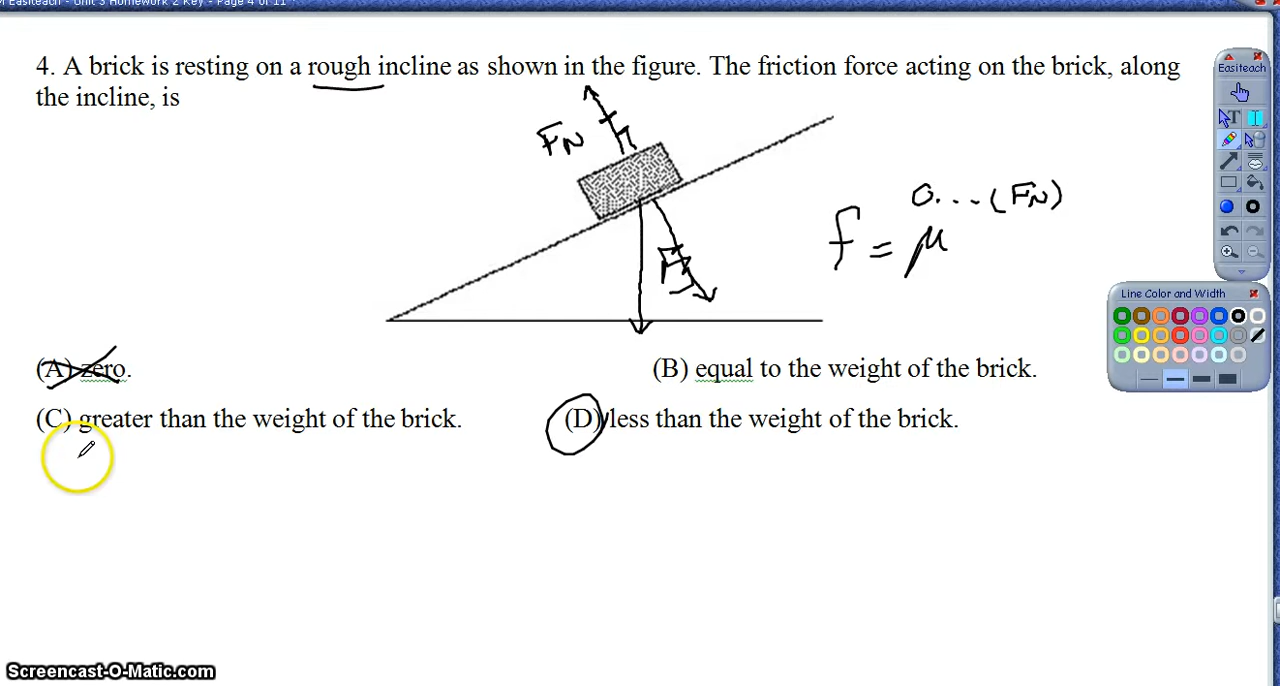 M Easiteach - Unit 3 Homework 2 Key - Page 4 of 11
4. A brick is resting on a rough incline as shown in the figure. The friction force acting on the brick, along
the incline, is
Easiteach
FN
0...(FN)
f = μ
T
Line Color and Width
(A) zero.
(B) equal to the weight of the brick.
(C) greater than the weight of the brick.
(D) less than the weight of the brick.
Screencast-O-Matic.com